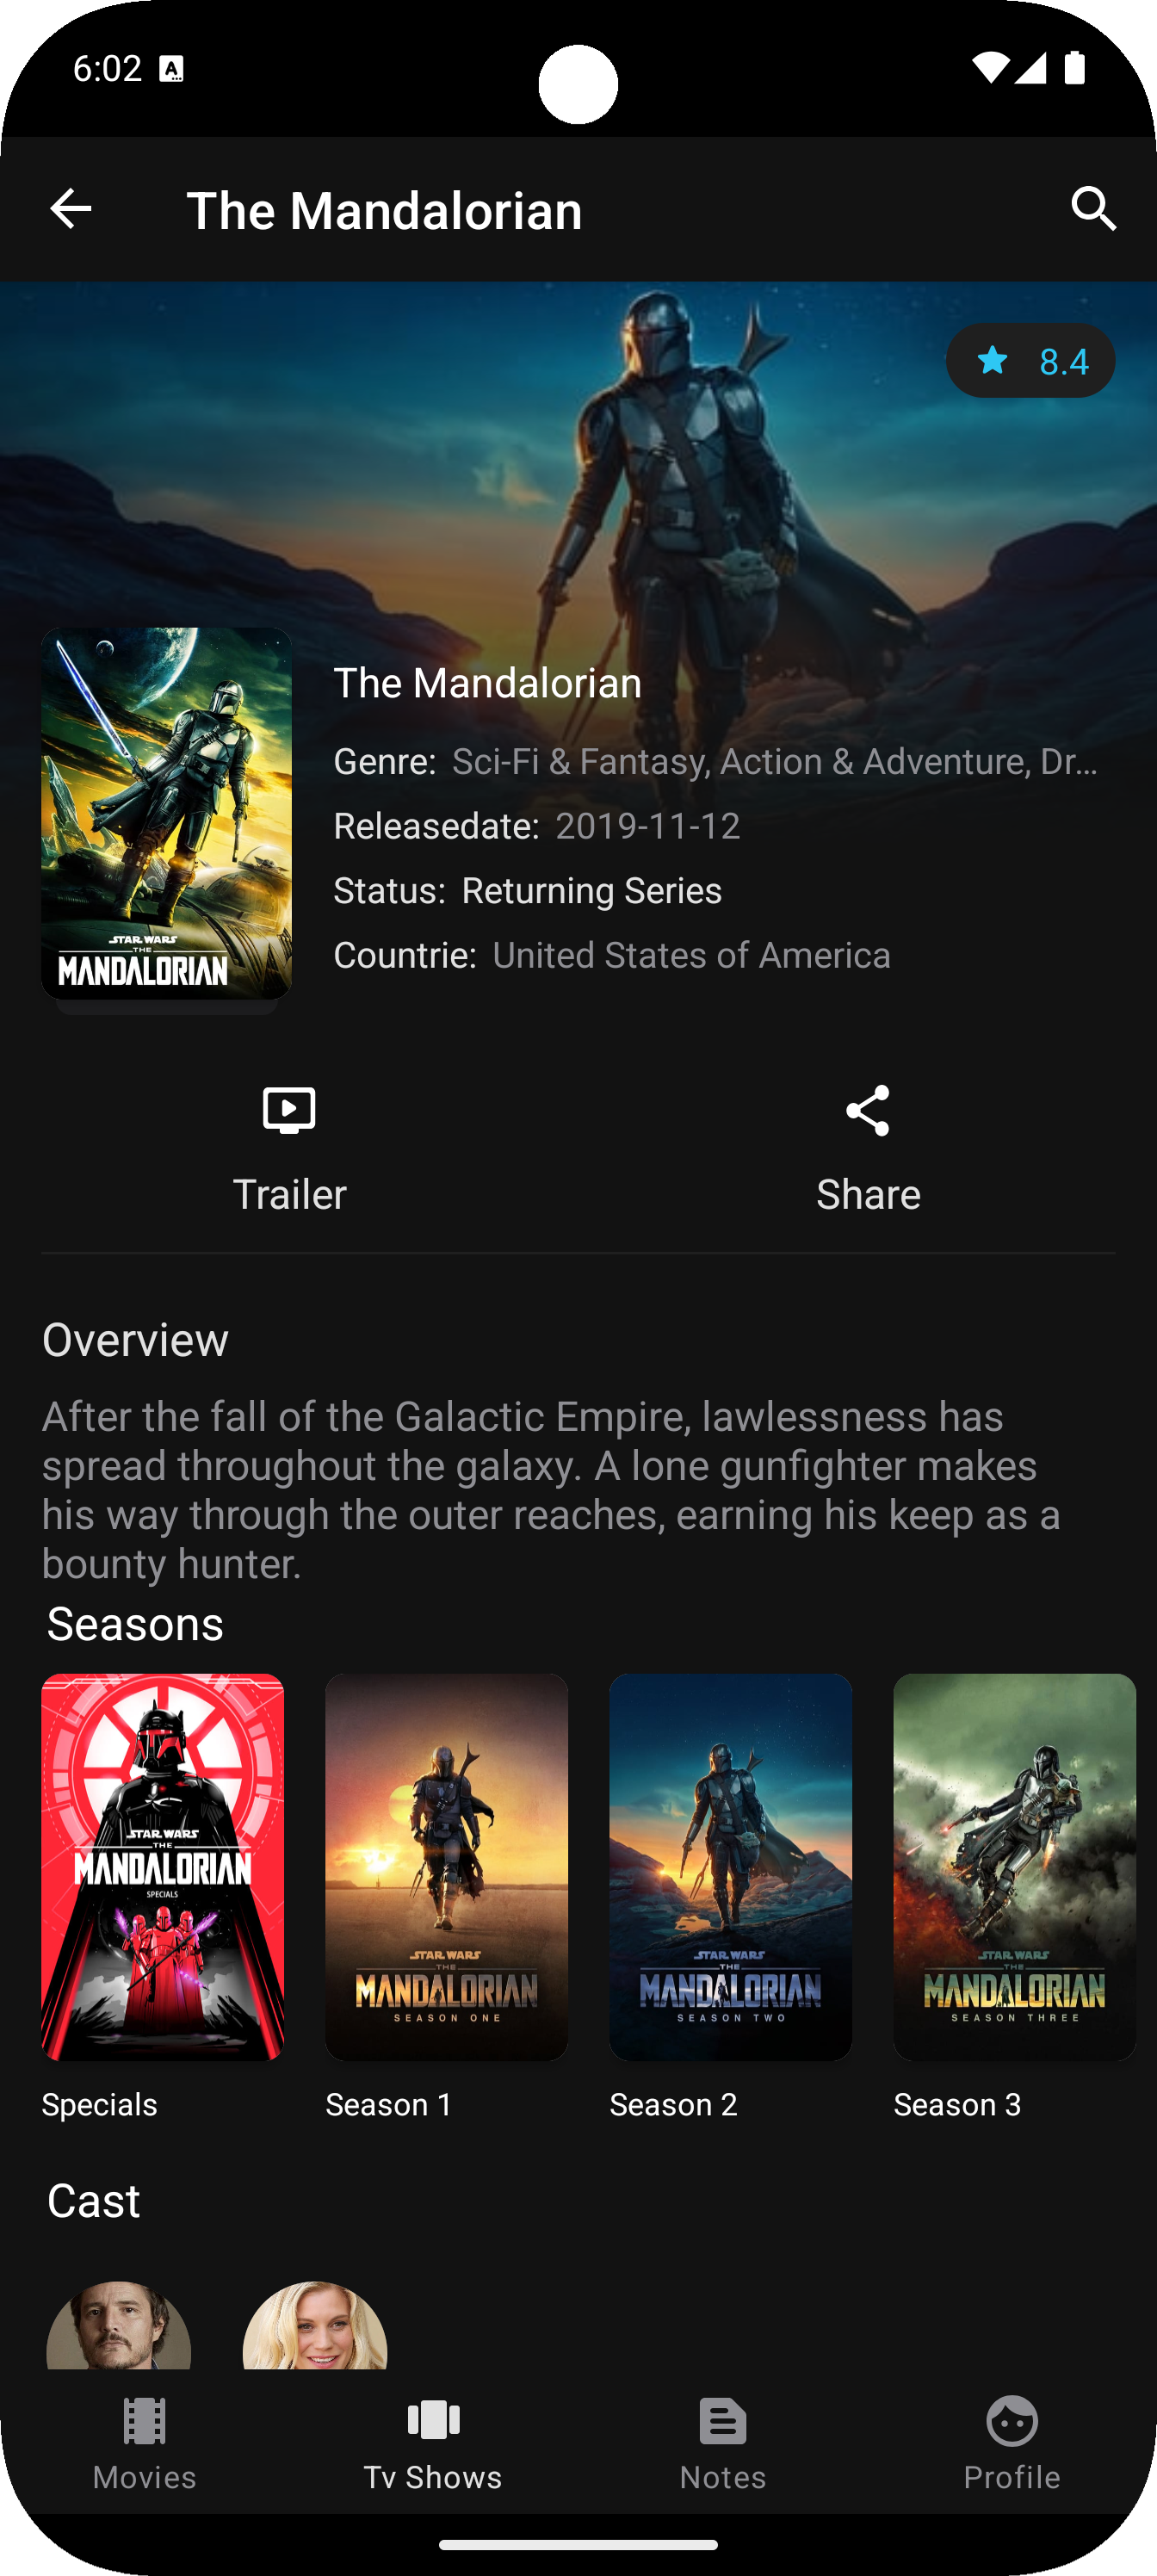 6:02
The Mandalorian
8.4
The Mandalorian
Genre: Sci-Fi & Fantasy, Action & Adventure, Dr...
Releasedate: 2019-11-12
Status: Returning Series
Countrie: United States of America
STAR WARS
THE
MANDALORIAN
Trailer
Share
Overview
After the fall of the Galactic Empire, lawlessness has
spread throughout the galaxy. A lone gunfighter makes
his way through the outer reaches, earning his keep as a
bounty hunter.
Seasons
STAR WARS
THE
MANDALORIAN
SPECIALS
STAR WARS
THE
MANDALORIAN
SEASON ONE
STAR WARS
THE
MANDALORIAN
SEASON TWO
STAR WARS
THE
MANDALORIAN
SEASON THREE
Specials
Season 1
Season 2
Season 3
Cast
Movies
Tv Shows
Notes
Profile